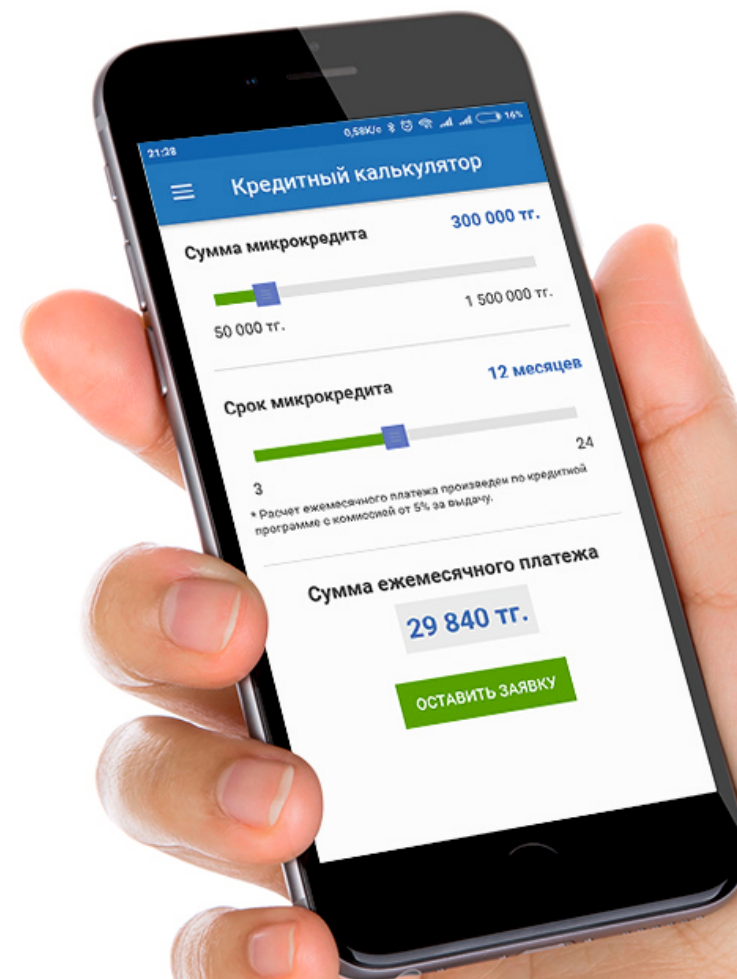 21:28 0,58K/с 16%
Кредитный калькулятор
Сумма микрокредита 300 000 тг.
50 000 тг. 1 500 000 тг.
Срок микрокредита 12 месяцев
3 24
* Расчет ежемесячного платежа произведен по кредитной
программе с комиссией от 5% за выдачу.
Сумма ежемесячного платежа
29 840 тг.
ОСТАВИТЬ ЗАЯВКУ